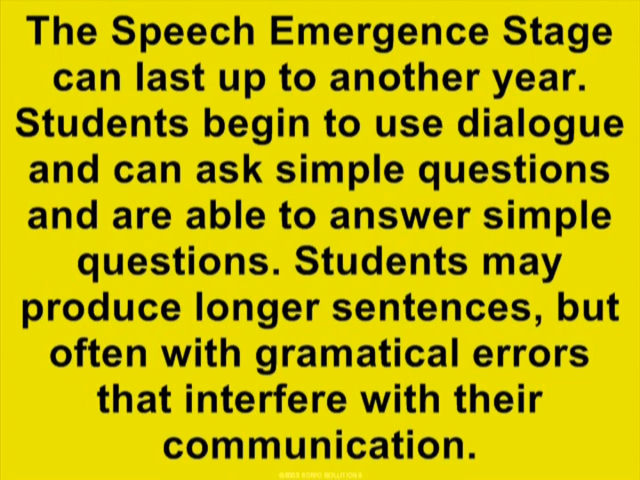 The Speech Emergence Stage
can last up to another year.
Students begin to use dialogue
and can ask simple questions
and are able to answer simple
questions. Students may
produce longer sentences, but
often with gramatical errors
that interfere with their
communication.